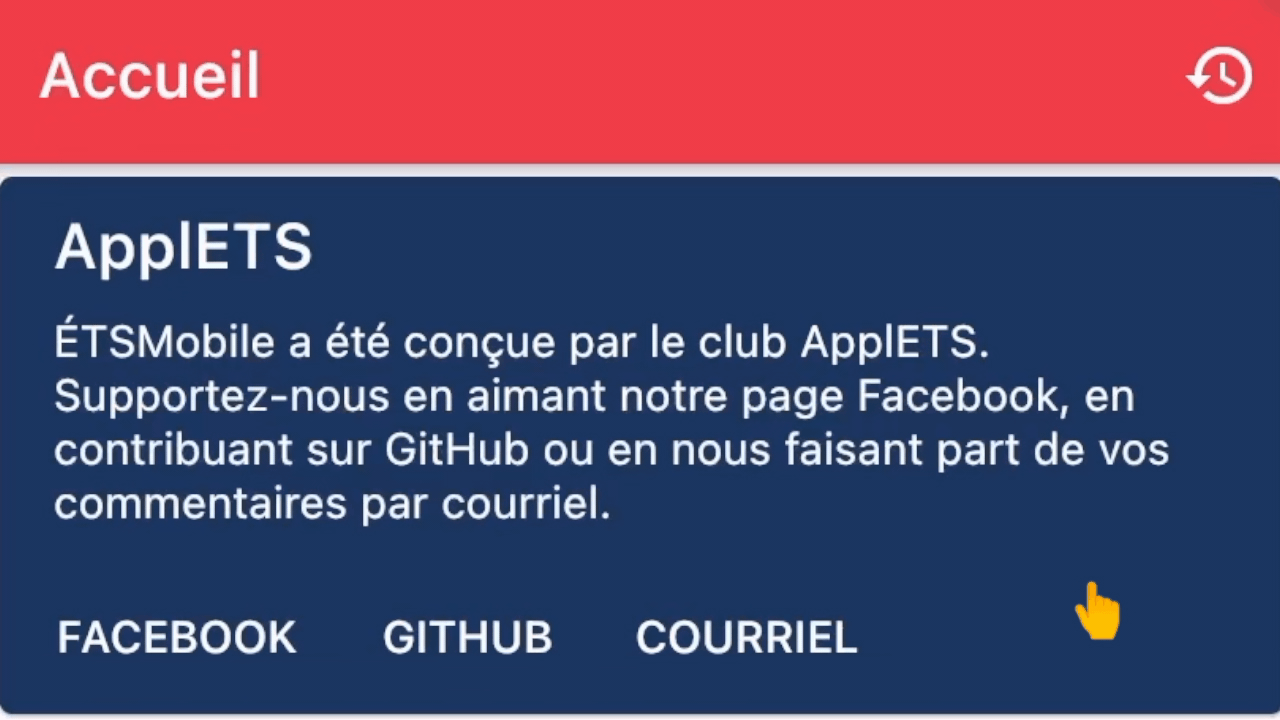 Accueil
ApplETS
ÉTSMobile a été conçue par le club ApplETS.
Supportez-nous en aimant notre page Facebook, en
contribuant sur GitHub ou en nous faisant part de vos
commentaires par courriel.
FACEBOOK GITHUB COURRIEL